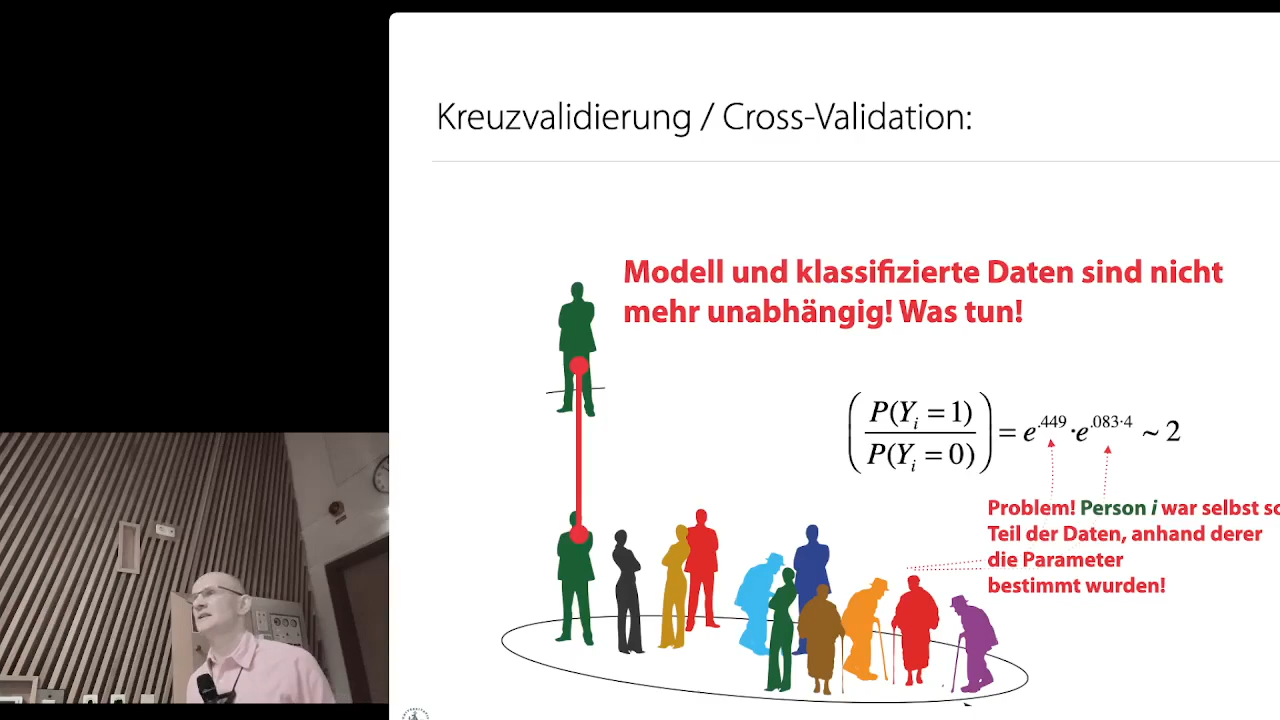 Kreuzvalidierung / Cross-Validation:
Modell und klassifizierte Daten sind nicht
mehr unabhängig! Was tun!
(P(Y_i = 1) / P(Y_i = 0)) = e^{.449} · e^{.083·4} ~ 2
Problem! Person i war selbst
Teil der Daten, anhand derer
die Parameter
bestimmt wurden!